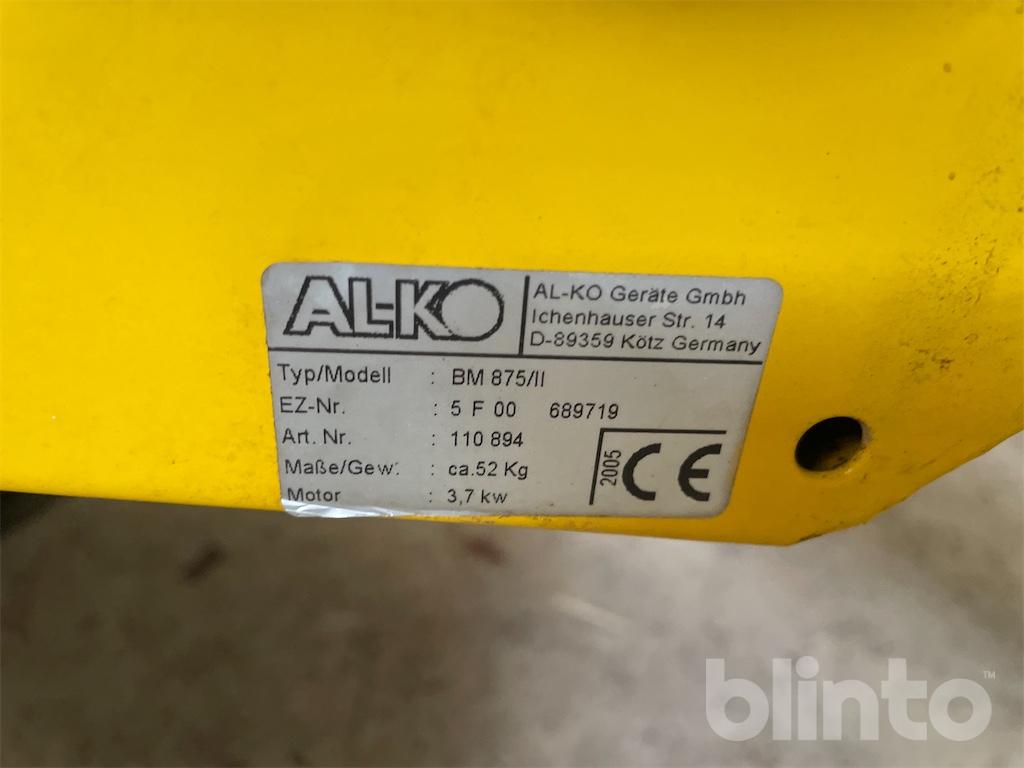 AL-KO
AL-KO Geräte Gmbh
Ichenhauser Str. 14
D-89359 Kötz Germany
Typ/Modell : BM 875/II
EZ-Nr. : 5 F 00 689719
Art. Nr. : 110 894
Maße/Gew. : ca.52 Kg
Motor : 3,7 kw
2005 CE
blinto™